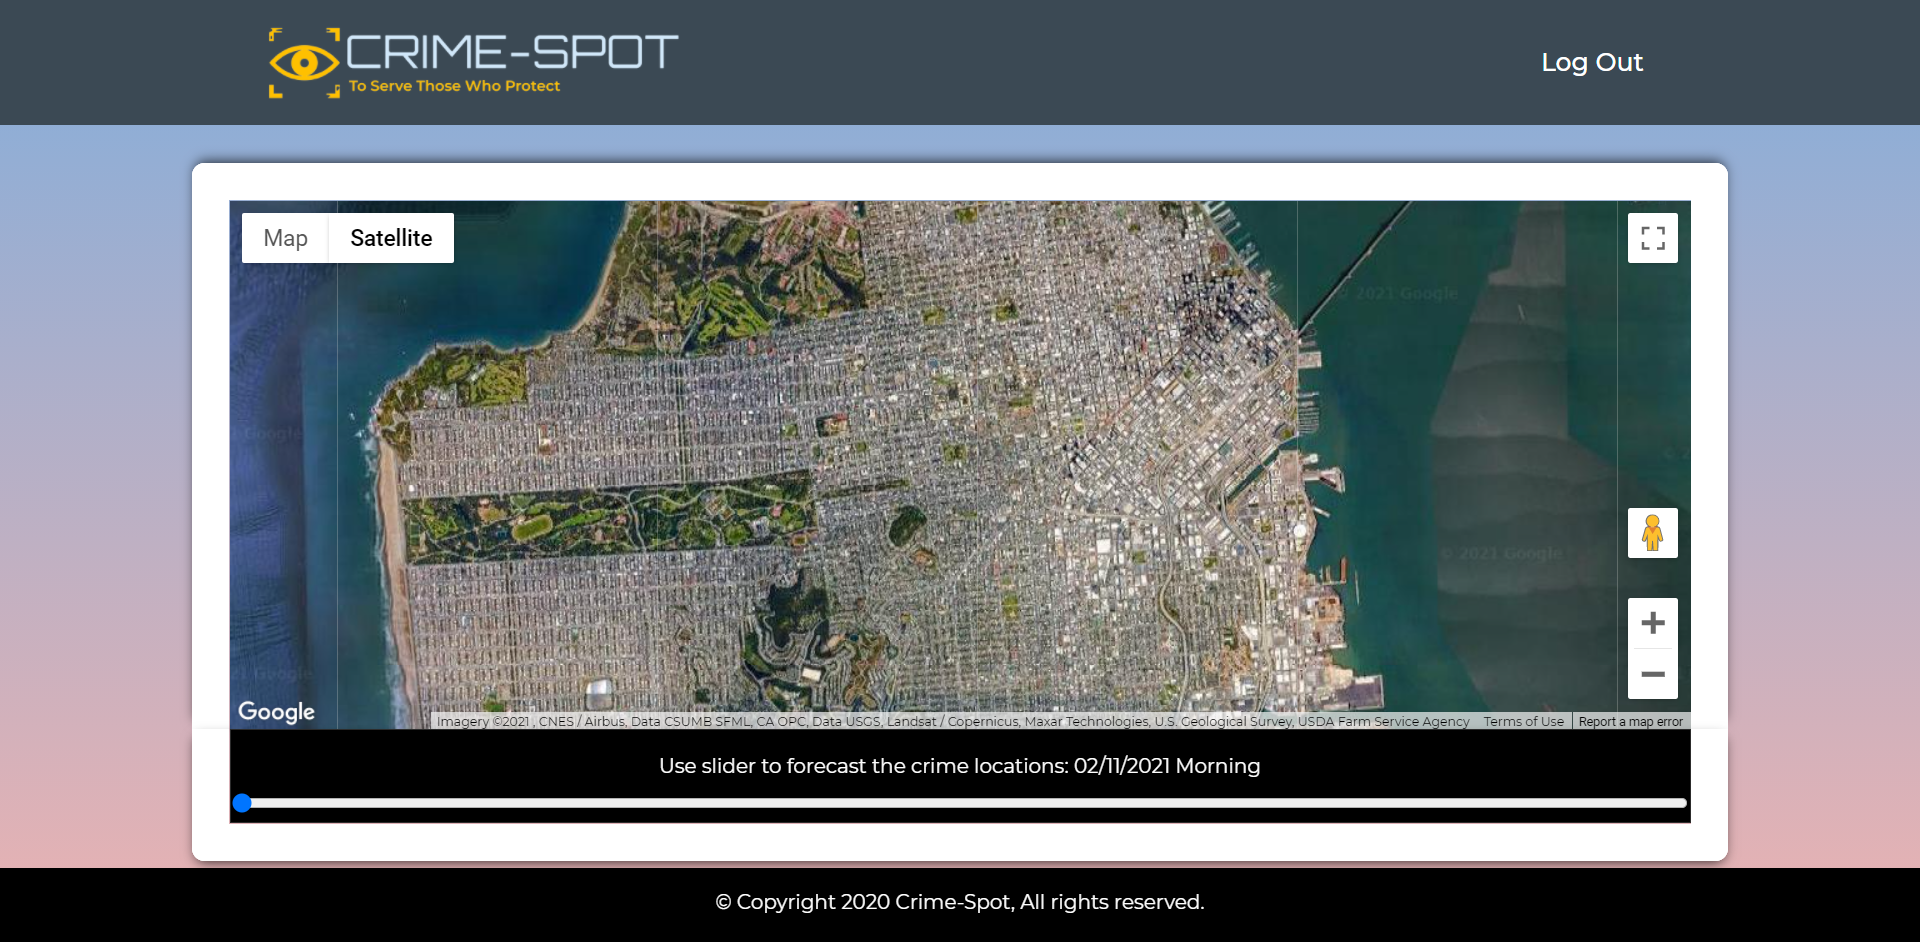 CRIME-SPOT
To Serve Those Who Protect
Log Out
Map
Satellite
© 2021 Google
Google
© 2021 Google
21 Google
Google
Imagery ©2021 , CNES / Airbus, Data CSUMB SFML, CA OPC, Data USGS, Landsat / Copernicus, Maxar Technologies, U.S. Geological Survey, USDA Farm Service Agency
Terms of Use
Report a map error
Use slider to forecast the crime locations: 02/11/2021 Morning
© Copyright 2020 Crime-Spot, All rights reserved.